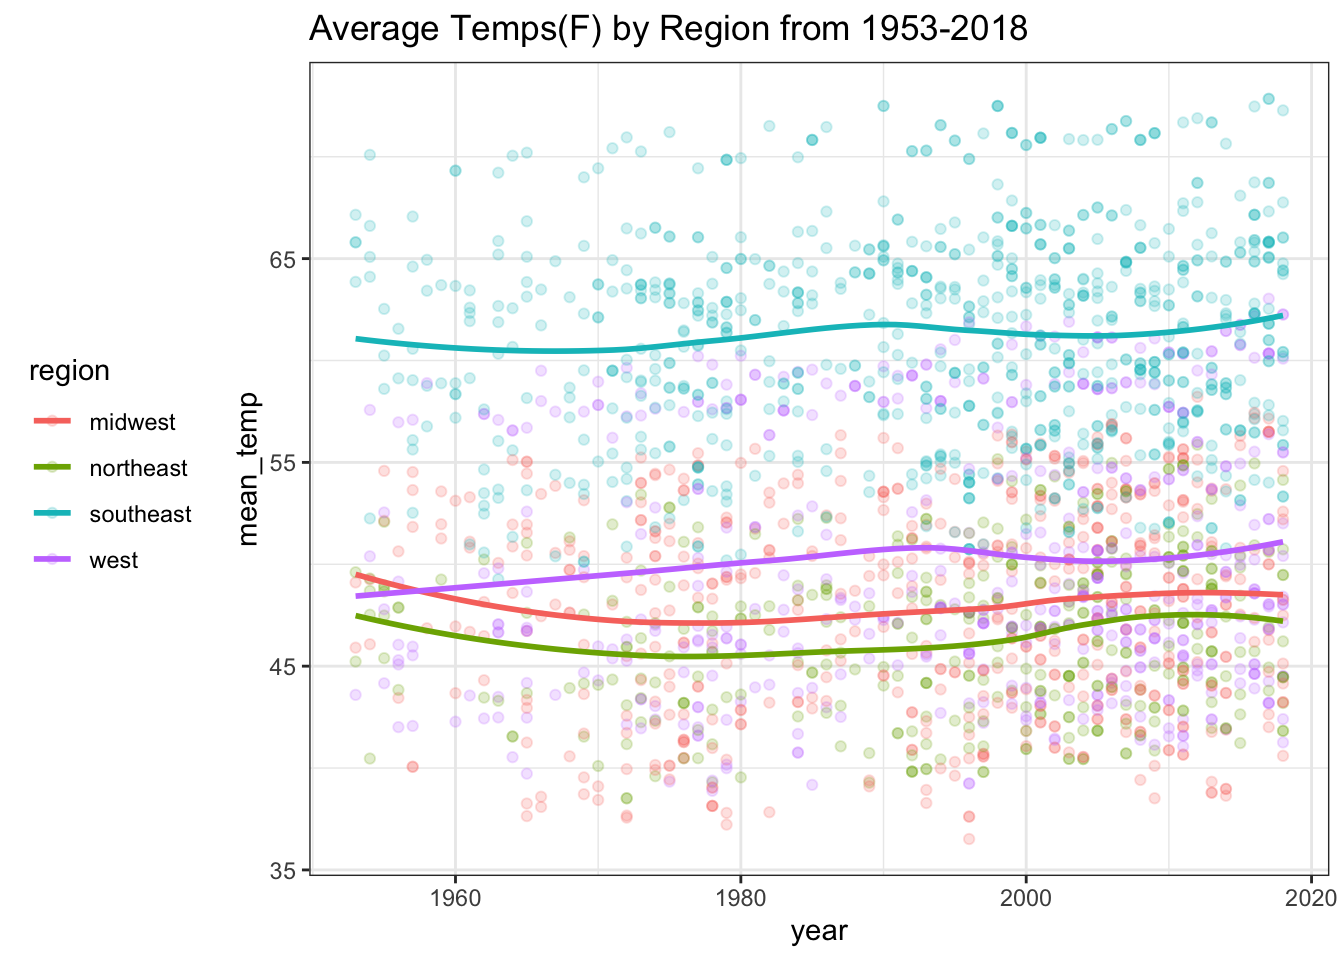 Average Temps(F) by Region from 1953-2018
65
55
45
35
mean_temp
1960
1980
2000
2020
year
region
midwest
northeast
southeast
west